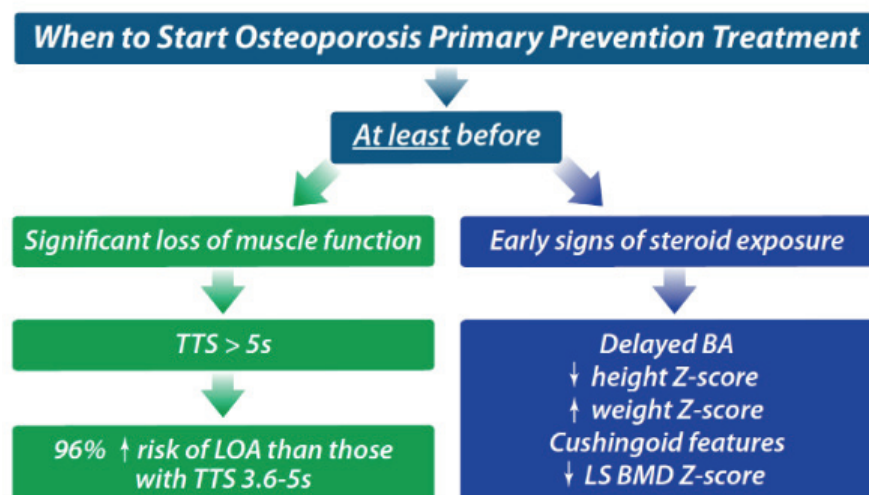 When to Start Osteoporosis Primary Prevention Treatment
At least before
Significant loss of muscle function
TTS > 5s
96% ↑ risk of LOA than those
with TTS 3.6-5s
Early signs of steroid exposure
Delayed BA
↓ height Z-score
↑ weight Z-score
Cushingoid features
↓ LS BMD Z-score